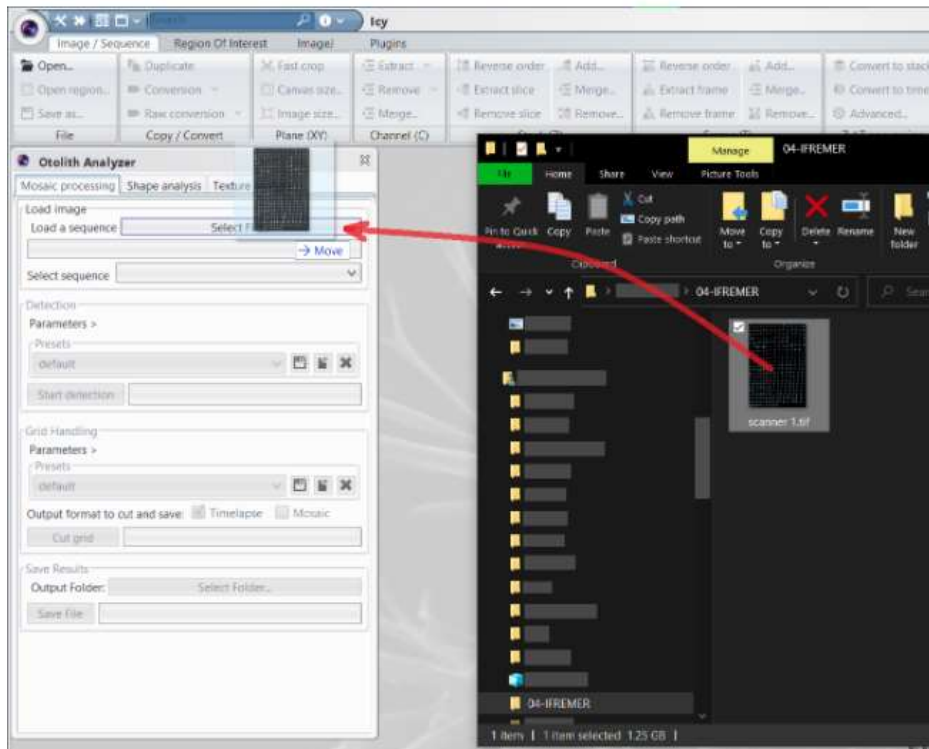 Search
Icy
Image / Sequence Region Of Interest ImageJ Plugins
Open... Duplicate Fast crop Extract Reverse order Add... Reverse order Add... Convert to stack
Open region... Conversion Canvas size... Remove Extract slice Merge... Extract frame Merge... Convert to time
Save as... Raw conversion Image size... Merge... Remove slice Remove... Remove frame Remove... Advanced...
File Copy / Convert Plane (XY) Channel (C)
Otolith Analyzer
Mosaic processing Shape analysis Texture
Load image
Load a sequence Select F
→ Move
Select sequence
Detection
Parameters >
Presets
default
Start detection
Grid Handling
Parameters >
Presets
default
Output format to cut and save: Timelapse Mosaic
Cut grid
Save Results
Output Folder: Select Folder...
Save File
Manage 04-IFREMER
File Home Share View Picture Tools
Pin to Quick access Copy Paste Cut Copy path Paste shortcut Move to Copy to Delete Rename New folder
Clipboard Organize
04-IFREMER Sear
scanner 1.tif
04-IFREMER
1 item 1 item selected 1.25 GB